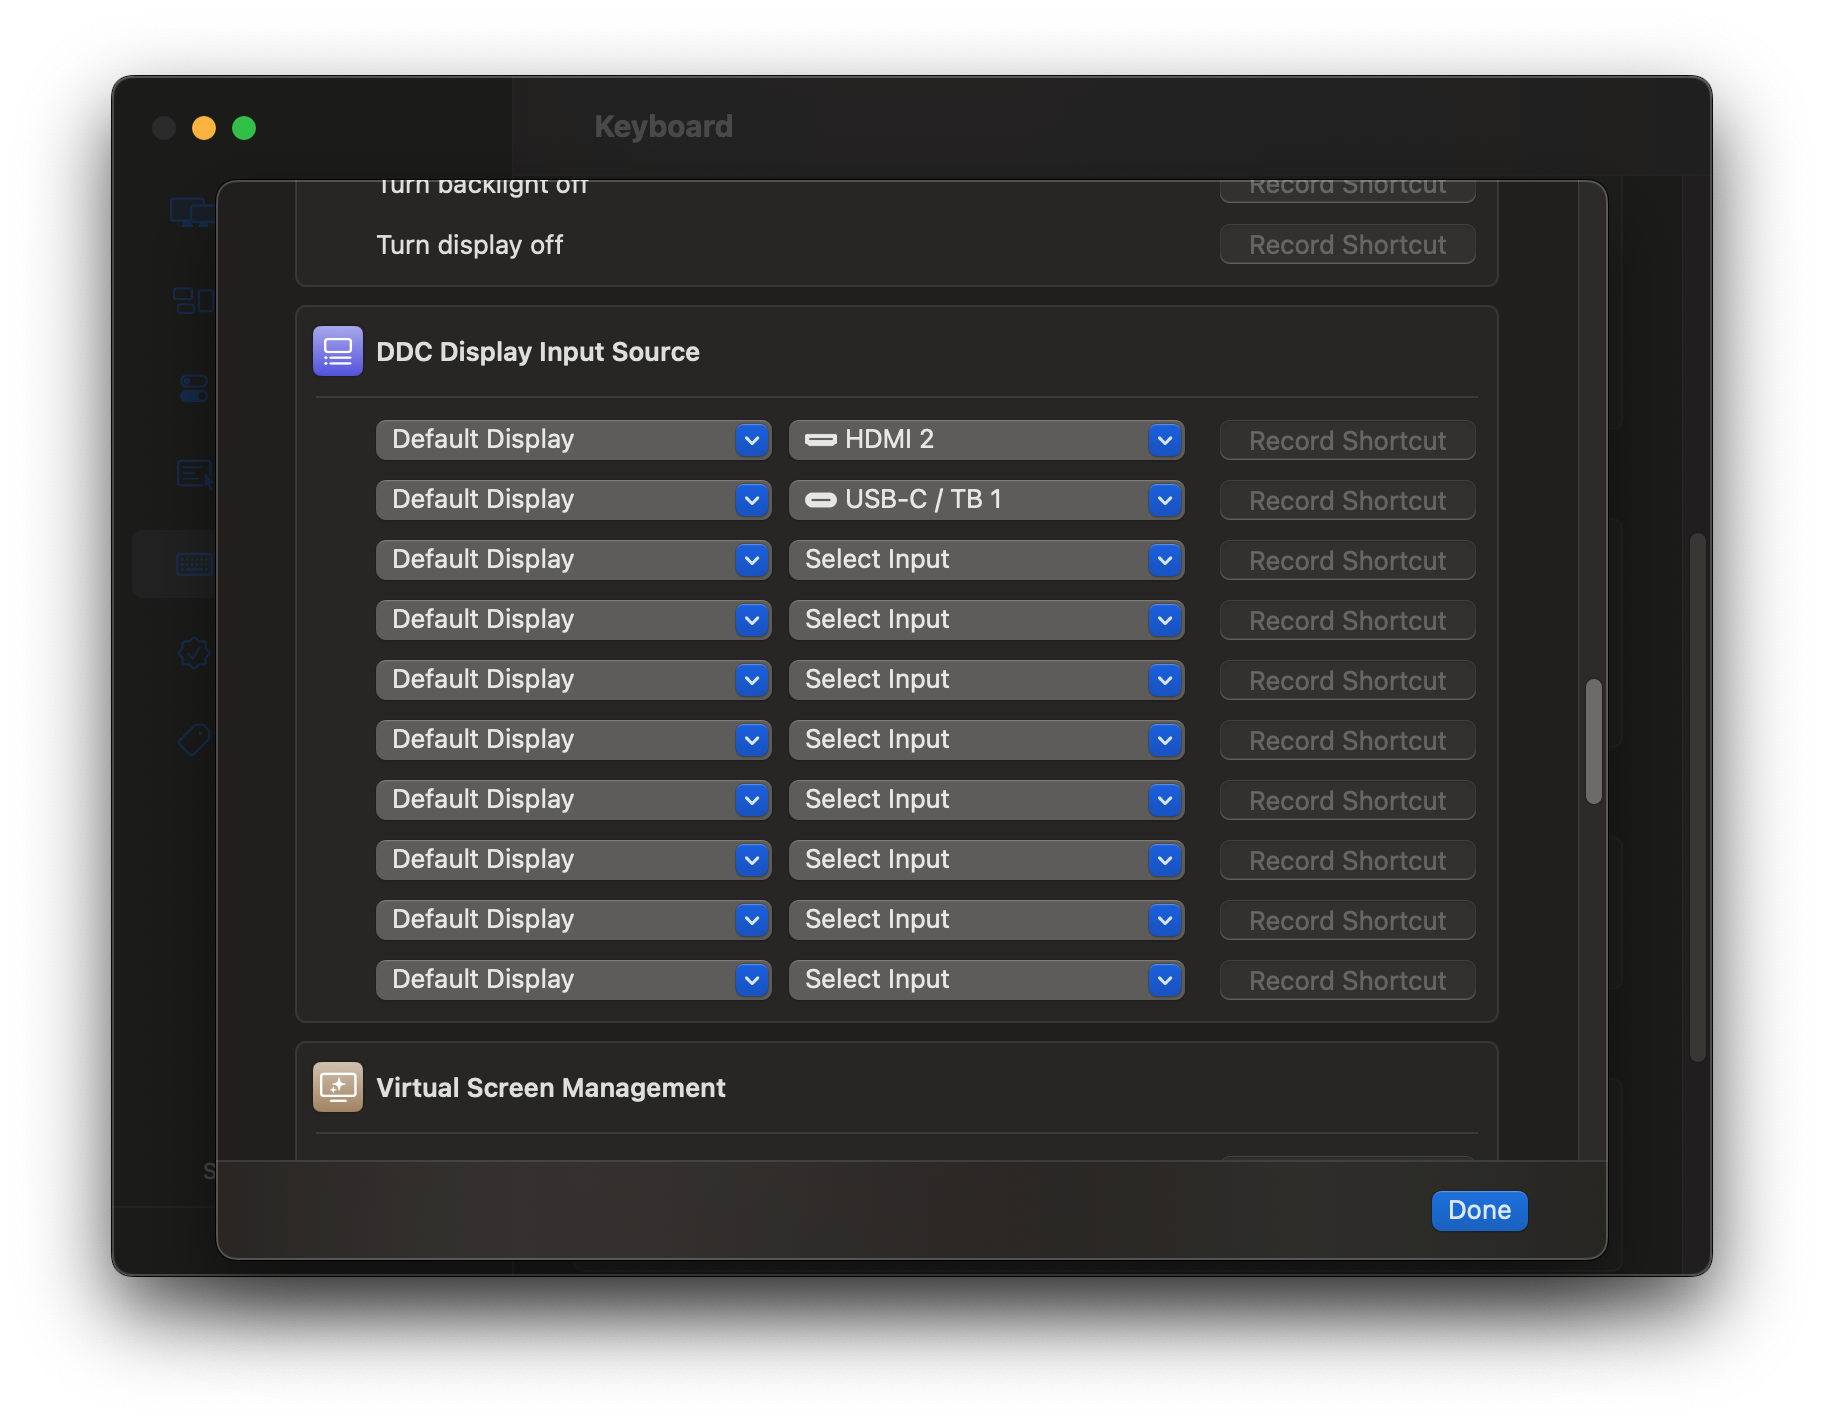 Keyboard
Turn backlight off Record Shortcut
Turn display off Record Shortcut
DDC Display Input Source
Default Display HDMI 2 Record Shortcut
Default Display USB-C / TB 1 Record Shortcut
Default Display Select Input Record Shortcut
Default Display Select Input Record Shortcut
Default Display Select Input Record Shortcut
Default Display Select Input Record Shortcut
Default Display Select Input Record Shortcut
Default Display Select Input Record Shortcut
Default Display Select Input Record Shortcut
Default Display Select Input Record Shortcut
Virtual Screen Management
S
Done